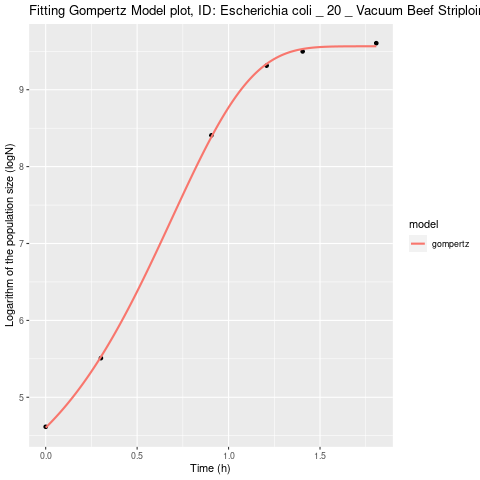 Fitting Gompertz Model plot, ID: Escherichia coli _ 20 _ Vacuum Beef
9
8
7
6
5
Logarithm of the population size (logN)
0.0 0.5 1.0 1.5
Time (h)
model
gompertz